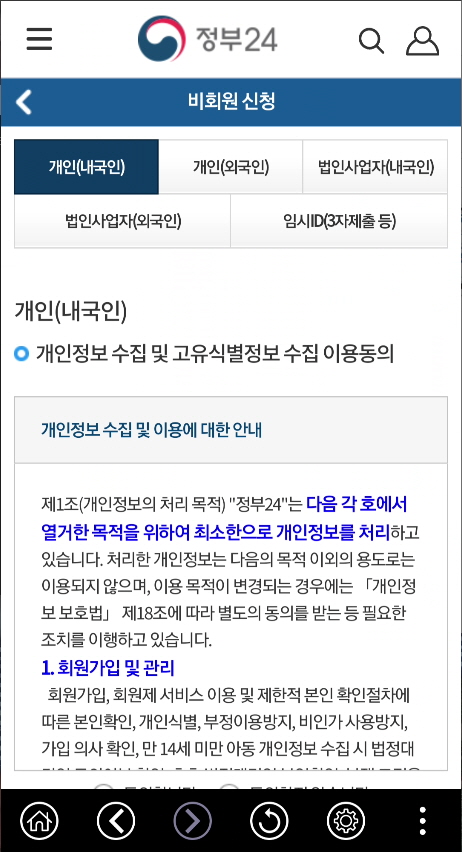 정부24
비회원 신청
개인(내국인) 개인(외국인) 법인사업자(내국인)
법인사업자(외국인) 임시ID(3자제출 등)
개인(내국인)
개인정보 수집 및 고유식별정보 수집 이용동의
개인정보 수집 및 이용에 대한 안내
제1조(개인정보의 처리 목적) "정부24"는 다음 각 호에서
열거한 목적을 위하여 최소한으로 개인정보를 처리하고
있습니다. 처리한 개인정보는 다음의 목적 이외의 용도로는
이용되지 않으며, 이용 목적이 변경되는 경우에는 「개인정
보 보호법」 제18조에 따라 별도의 동의를 받는 등 필요한
조치를 이행하고 있습니다.
1. 회원가입 및 관리
회원가입, 회원제 서비스 이용 및 제한적 본인 확인절차에
따른 본인확인, 개인식별, 부정이용방지, 비인가 사용방지,
가입 의사 확인, 만 14세 미만 아동 개인정보 수집 시 법정대